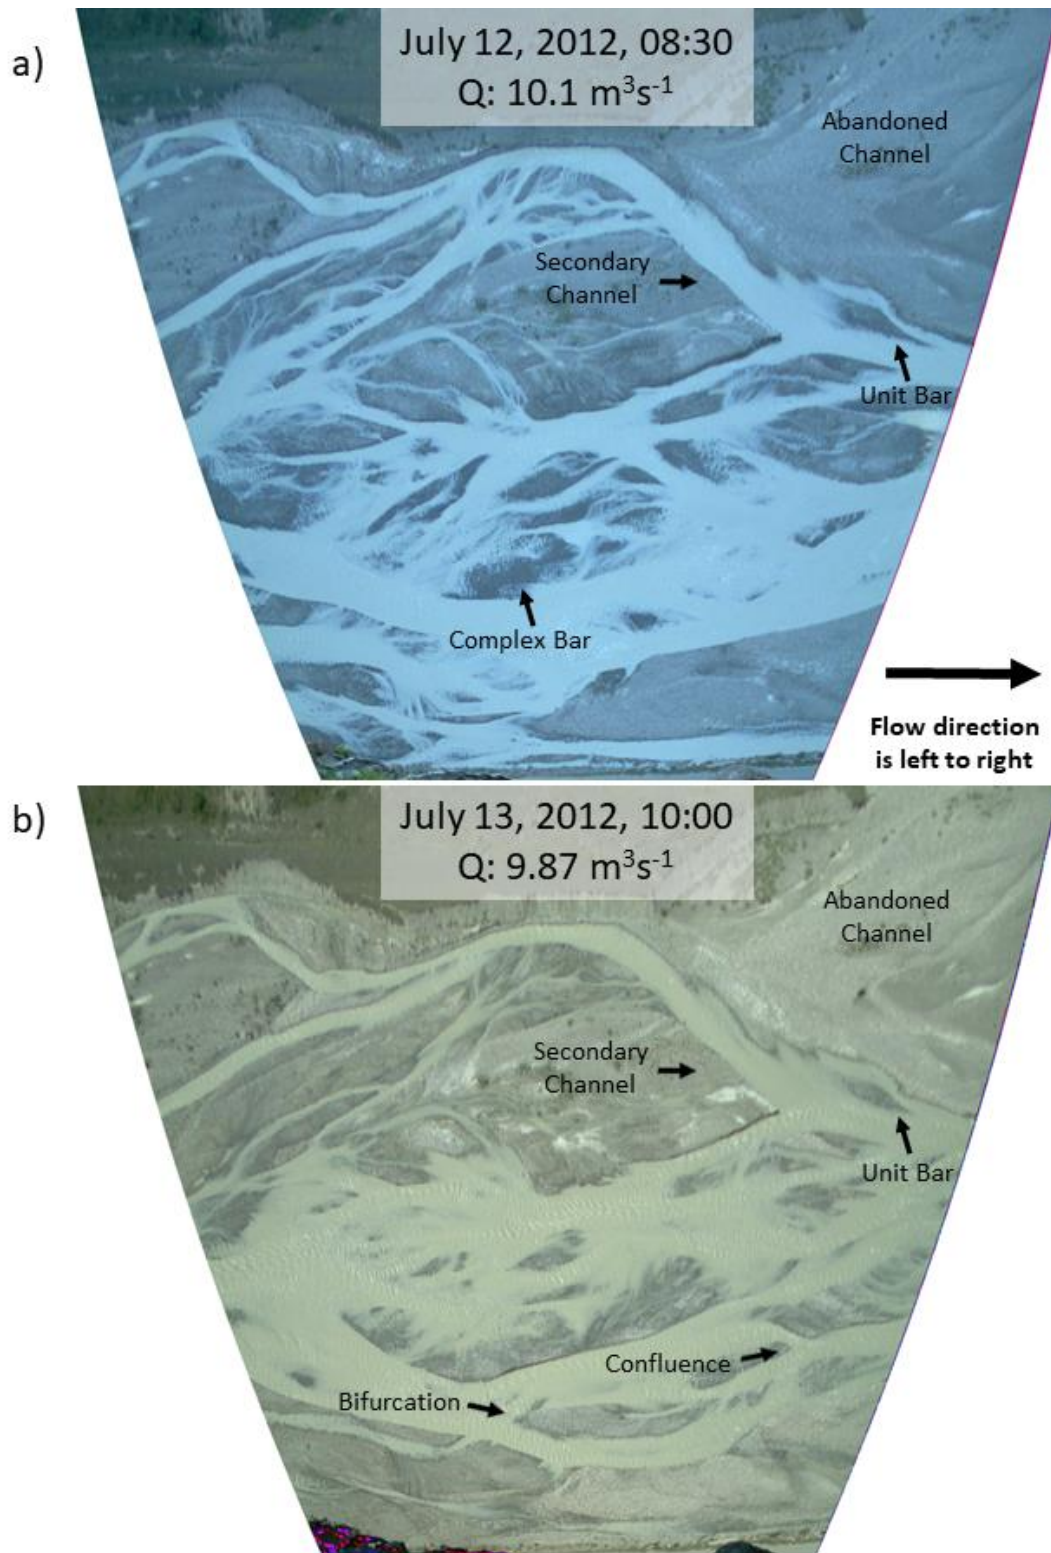 a)
July 12, 2012, 08:30
Q: 10.1 m³s⁻¹
Abandoned
Channel
Secondary
Channel
Unit Bar
Complex Bar
Flow direction
is left to right
b)
July 13, 2012, 10:00
Q: 9.87 m³s⁻¹
Abandoned
Channel
Secondary
Channel
Unit Bar
Confluence
Bifurcation